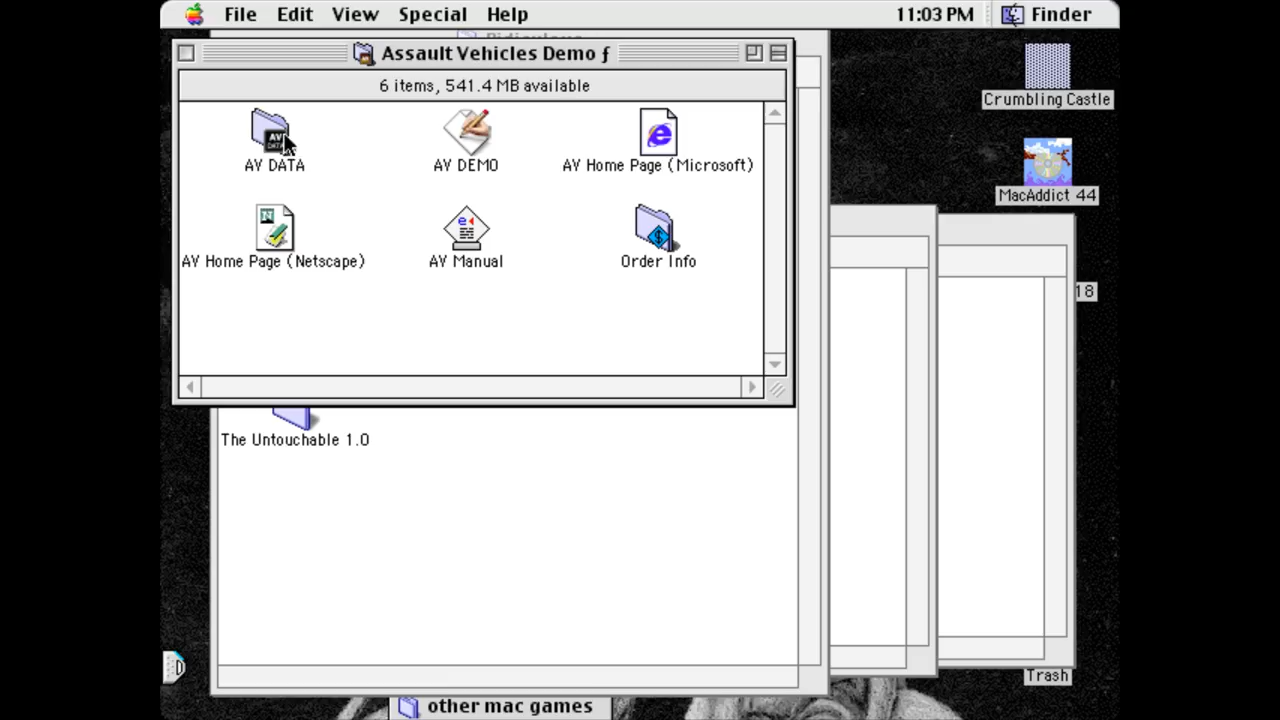 File Edit View Special Help 11:03 PM Finder
Ridiculous
Assault Vehicles Demo ƒ
6 items, 541.4 MB available
AV DATA AV DEMO AV Home Page (Microsoft)
AV Home Page (Netscape) AV Manual Order Info
The Untouchable 1.0
Crumbling Castle
MacAddict 44
18
Trash
other mac games